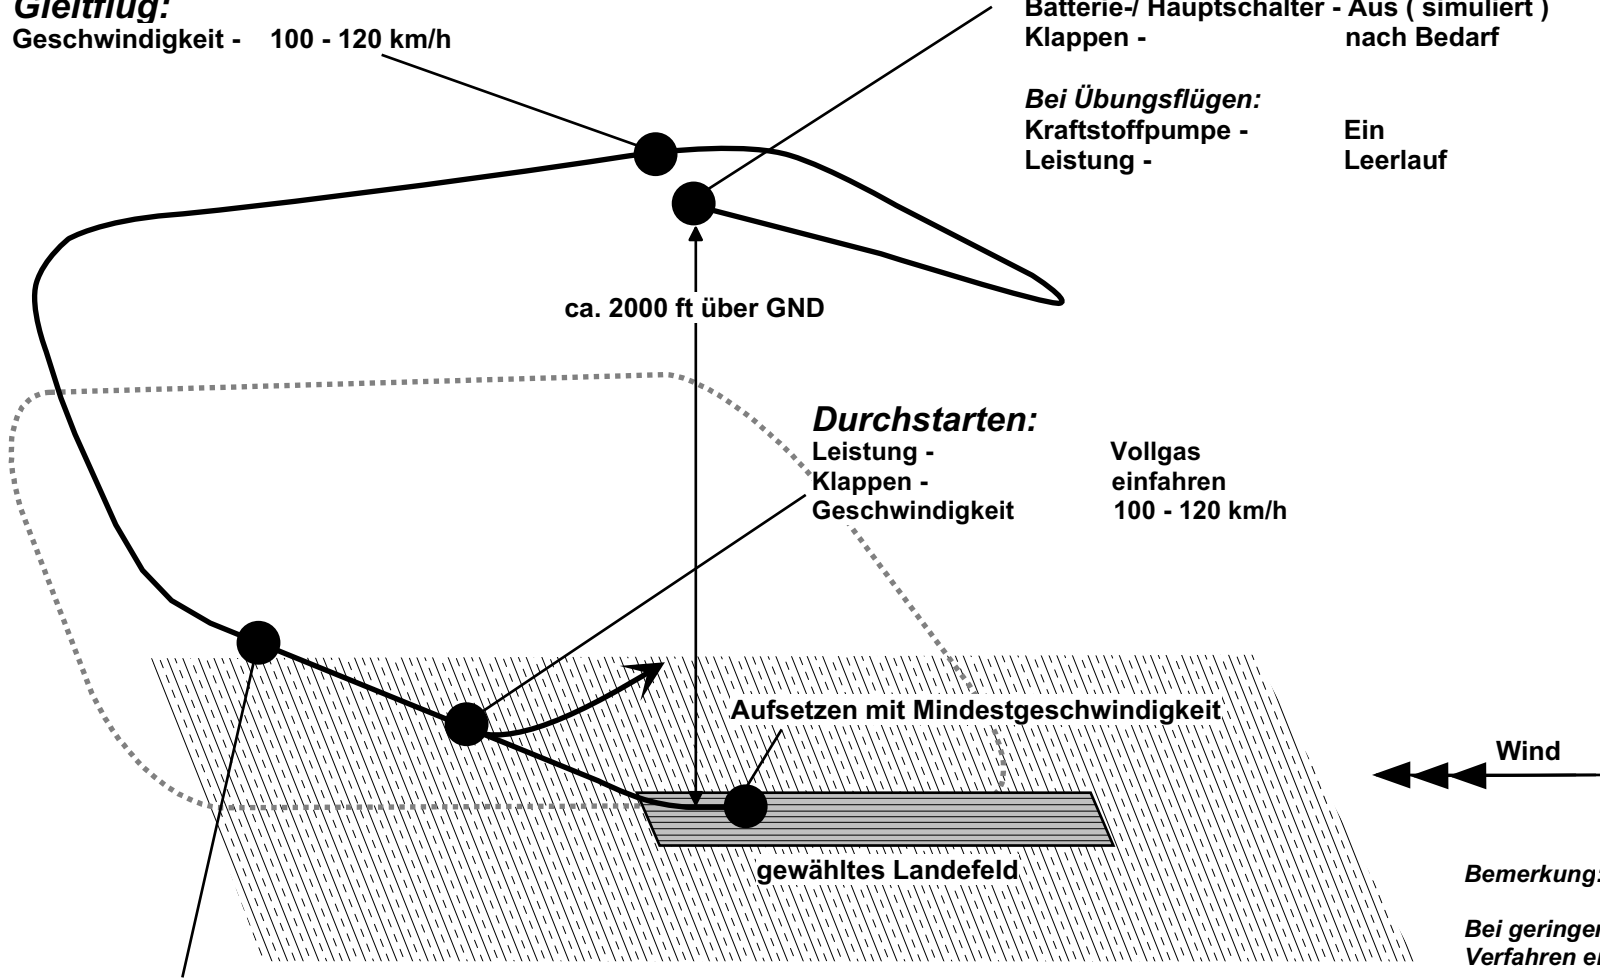 Gleitflug:
Geschwindigkeit - 100 - 120 km/h
Batterie-/ Hauptschalter - Aus ( simuliert )
Klappen - nach Bedarf
Bei Übungsflügen:
Kraftstoffpumpe - Ein
Leistung - Leerlauf
ca. 2000 ft über GND
Durchstarten:
Leistung - Vollgas
Klappen - einfahren
Geschwindigkeit 100 - 120 km/h
Aufsetzen mit Mindestgeschwindigkeit
Wind
gewähltes Landefeld
Bemerkung:
Bei geringer
Verfahren